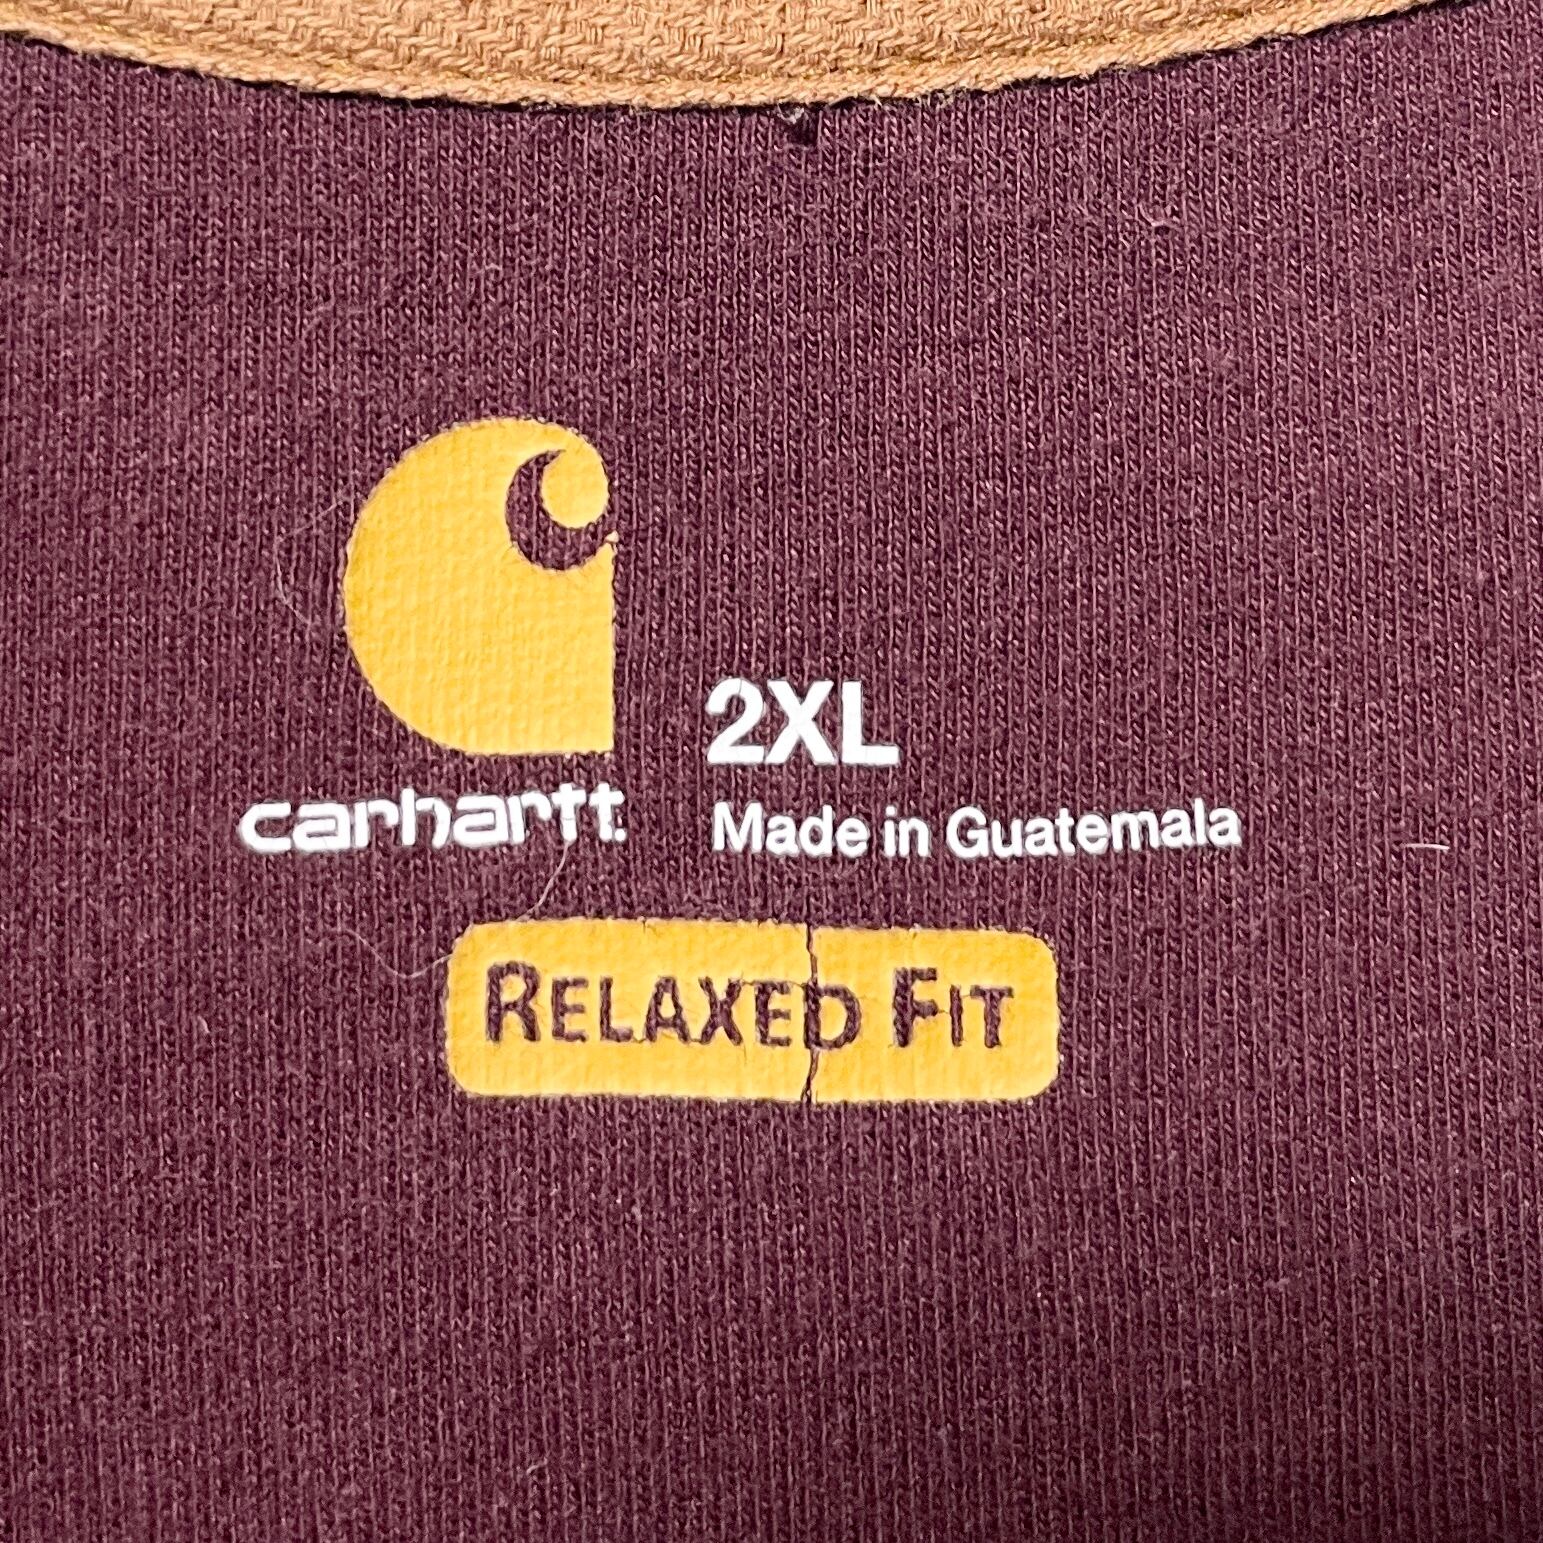 2XL
carhartt
Made in Guatemala
RELAXED FIT